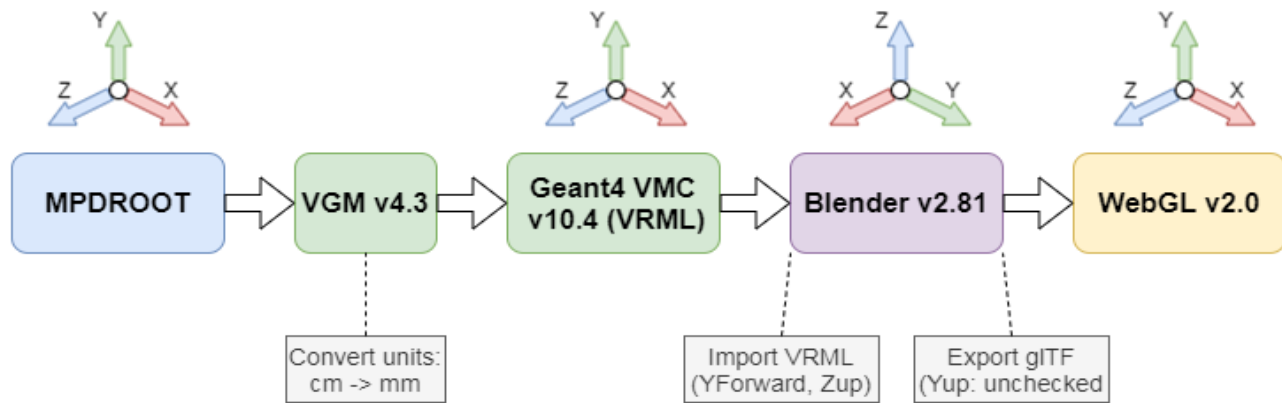 Y
Z
X
Y
Z
X
Z
X
Y
Y
Z
X
MPDROOT
VGM v4.3
Geant4 VMC
v10.4 (VRML)
Blender v2.81
WebGL v2.0
Convert units:
cm -> mm
Import VRML
(YForward, Zup)
Export glTF
(Yup: unchecked